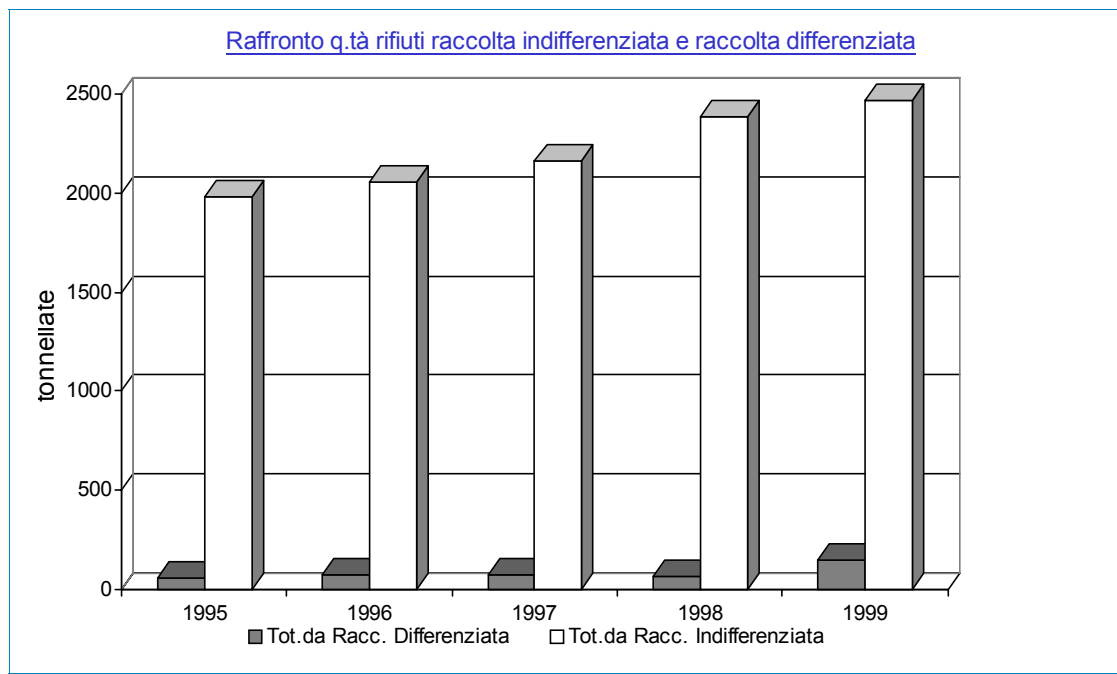 Raffronto q.tà rifiuti raccolta indifferenziata e raccolta differenziata
2500
2000
1500
1000
500
0
tonnellate
1995 1996 1997 1998 1999
Tot.da Racc. Differenziata Tot.da Racc. Indifferenziata